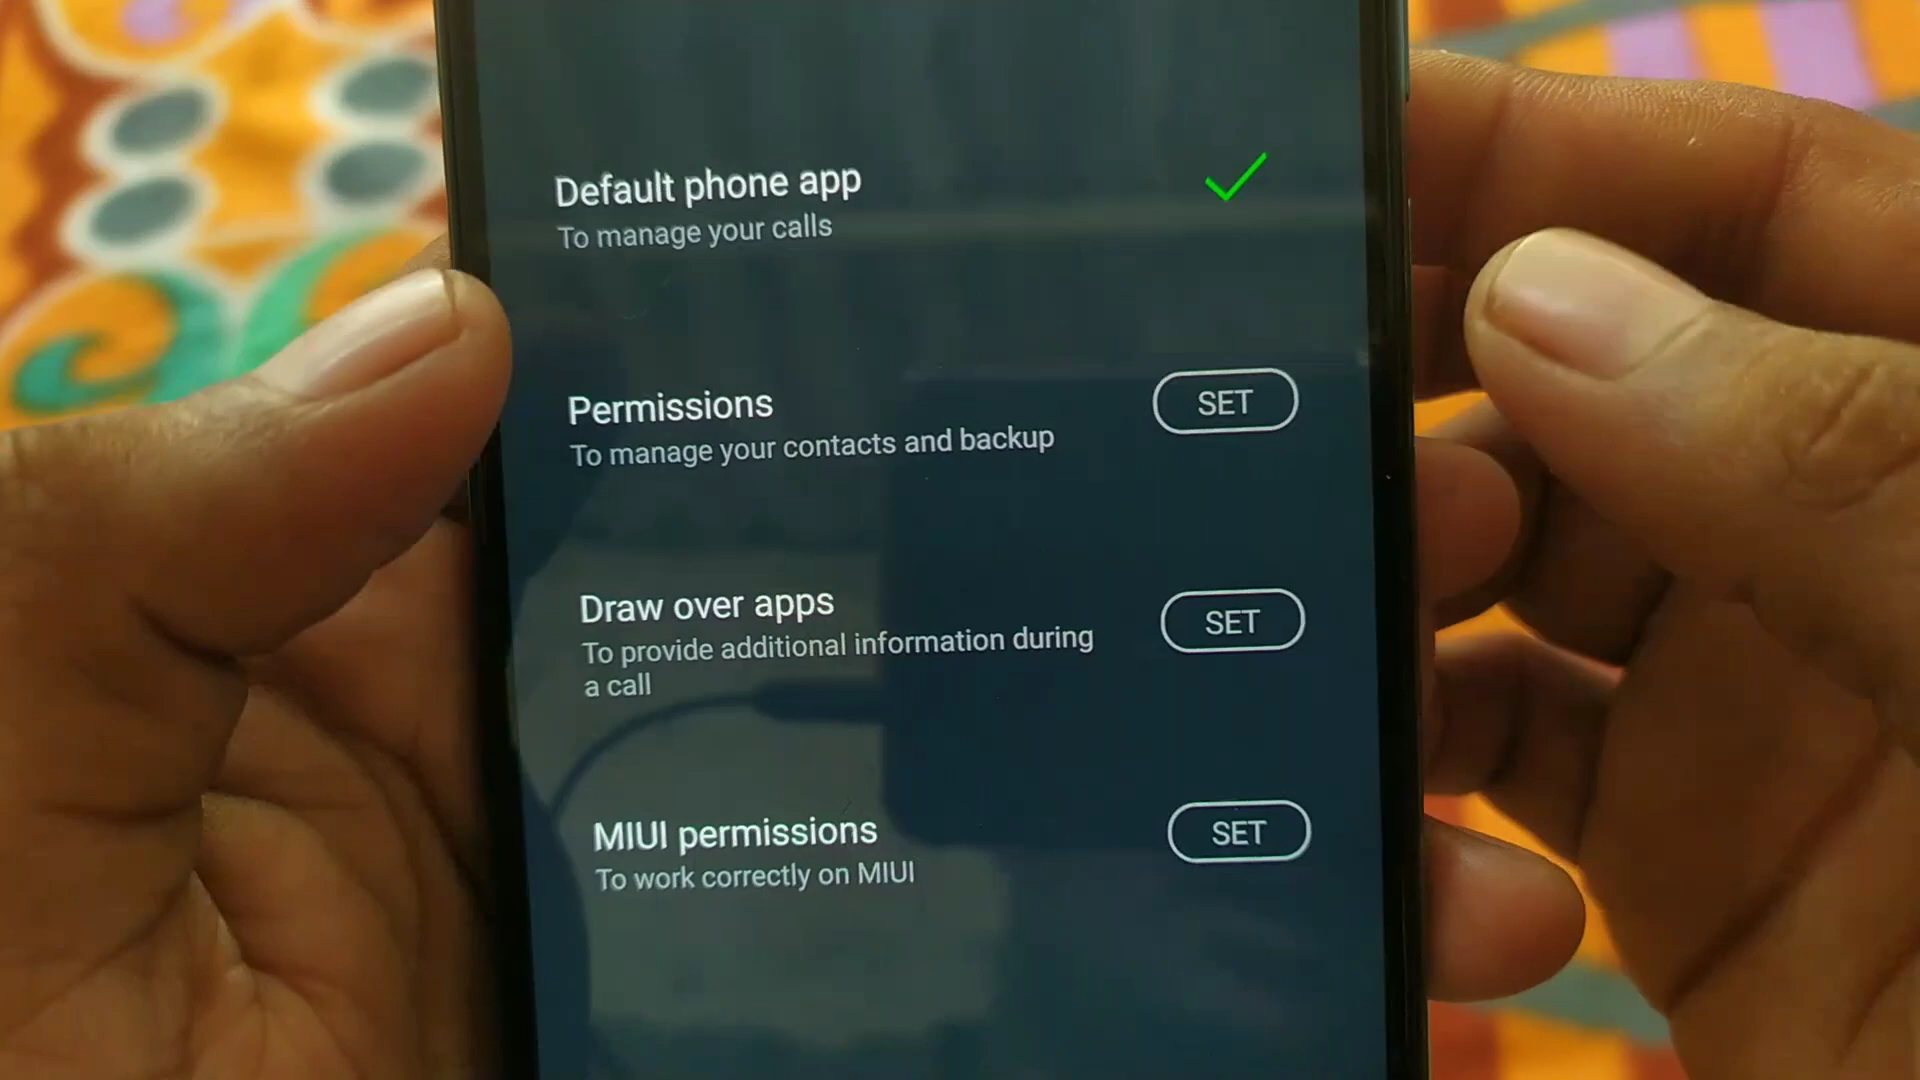 Default phone app
To manage your calls
Permissions
To manage your contacts and backup
SET
Draw over apps
To provide additional information during
a call
SET
MIUI permissions
To work correctly on MIUI
SET